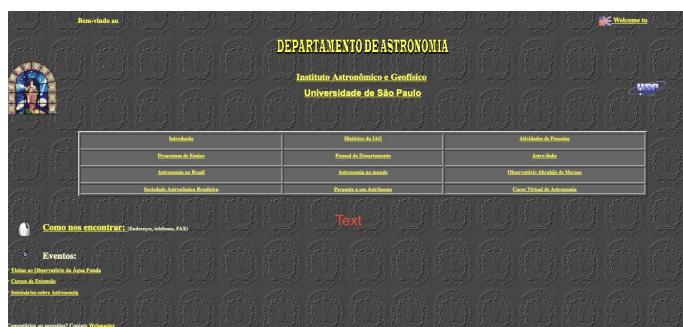 Bem-vindo ao
Welcome to
DEPARTAMENTO DE ASTRONOMIA
Instituto Astronômico e Geofísico
Universidade de São Paulo
USP
Introdução
Histórico do IAG
Atividades de Pesquisa
Programas de Ensino
Pessoal do Departamento
Astro-links
Astronomia no Brasil
Astronomia no mundo
Observatório Abrahão de Moraes
Sociedade Astronômica Brasileira
Pergunte a um Astrônomo
Curso Virtual de Astronomia
Text
Como nos encontrar: (Endereços, telefones, FAX)
Eventos:
· Visitas ao Observatório da Água Funda
· Cursos de Extensão
· Seminários sobre Astronomia
Comentários ou sugestões? Contate Webmaster